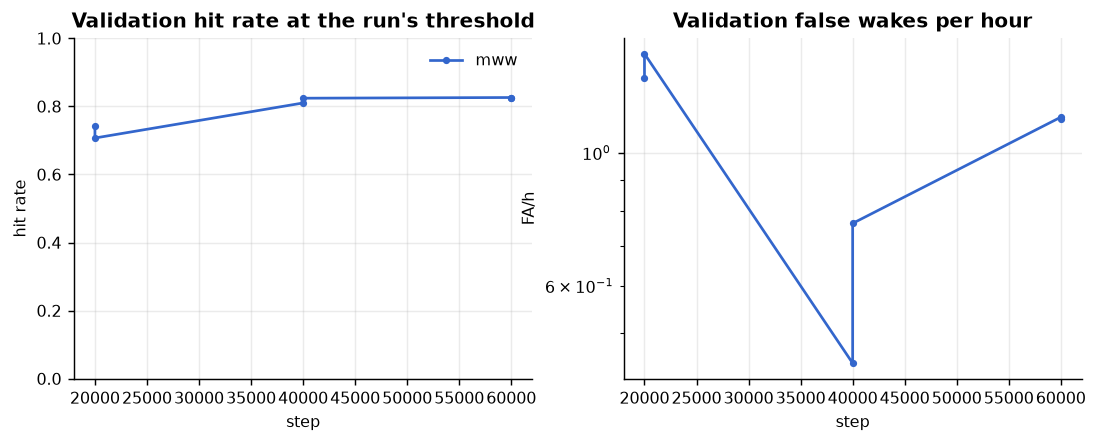 Validation hit rate at the run's threshold
mww
hit rate
1.0
0.8
0.6
0.4
0.2
0.0
20000 25000 30000 35000 40000 45000 50000 55000 60000
step
Validation false wakes per hour
FA/h
10⁰
6 × 10⁻¹
20000 25000 30000 35000 40000 45000 50000 55000 60000
step